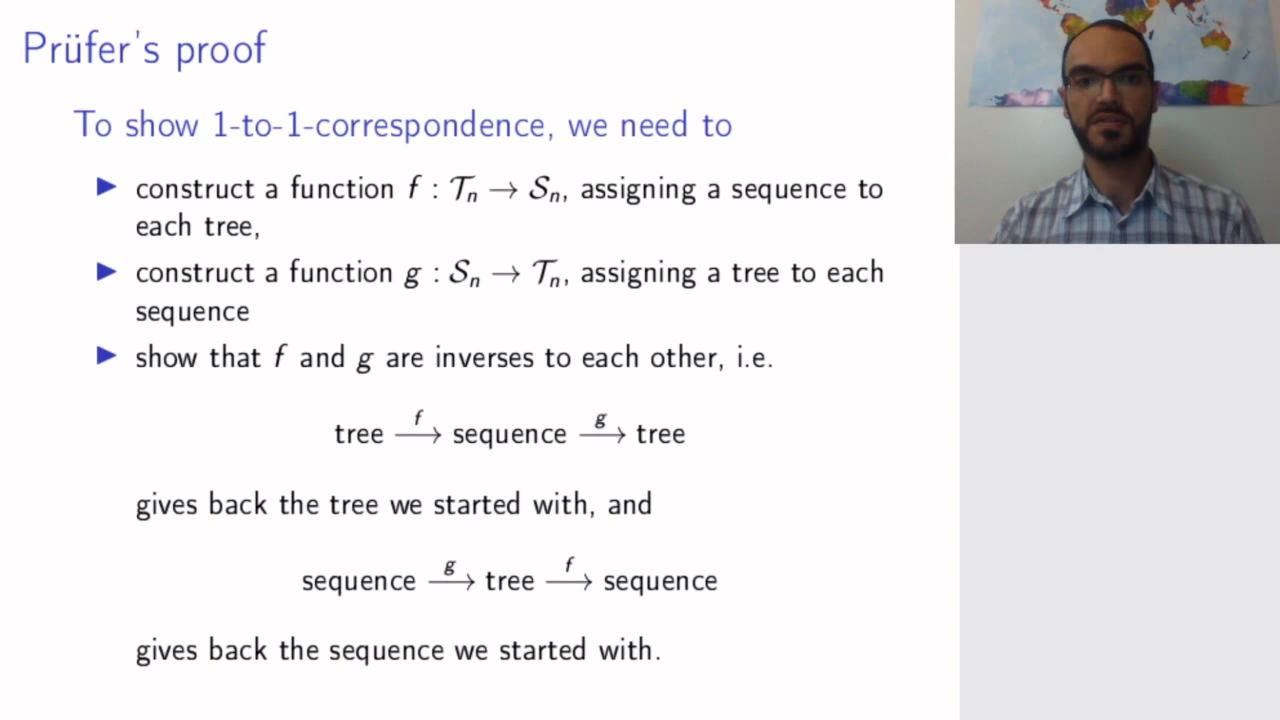 Prüfer's proof
To show 1-to-1-correspondence, we need to
▶ construct a function f : 𝒯ₙ → 𝒮ₙ, assigning a sequence to
each tree,
▶ construct a function g : 𝒮ₙ → 𝒯ₙ, assigning a tree to each
sequence
▶ show that f and g are inverses to each other, i.e.
tree —f→ sequence —g→ tree
gives back the tree we started with, and
sequence —g→ tree —f→ sequence
gives back the sequence we started with.